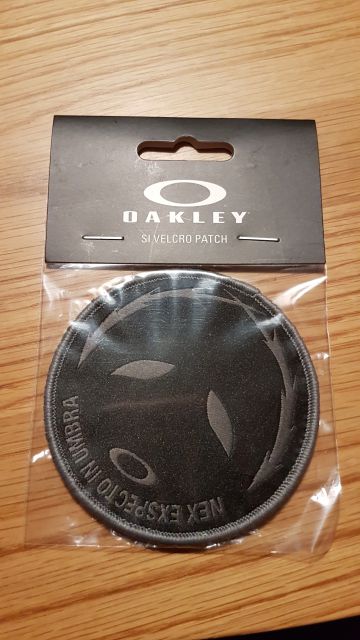 OAKLEY
SI VELCRO PATCH
NEX EXSPECTO IN UMBRA